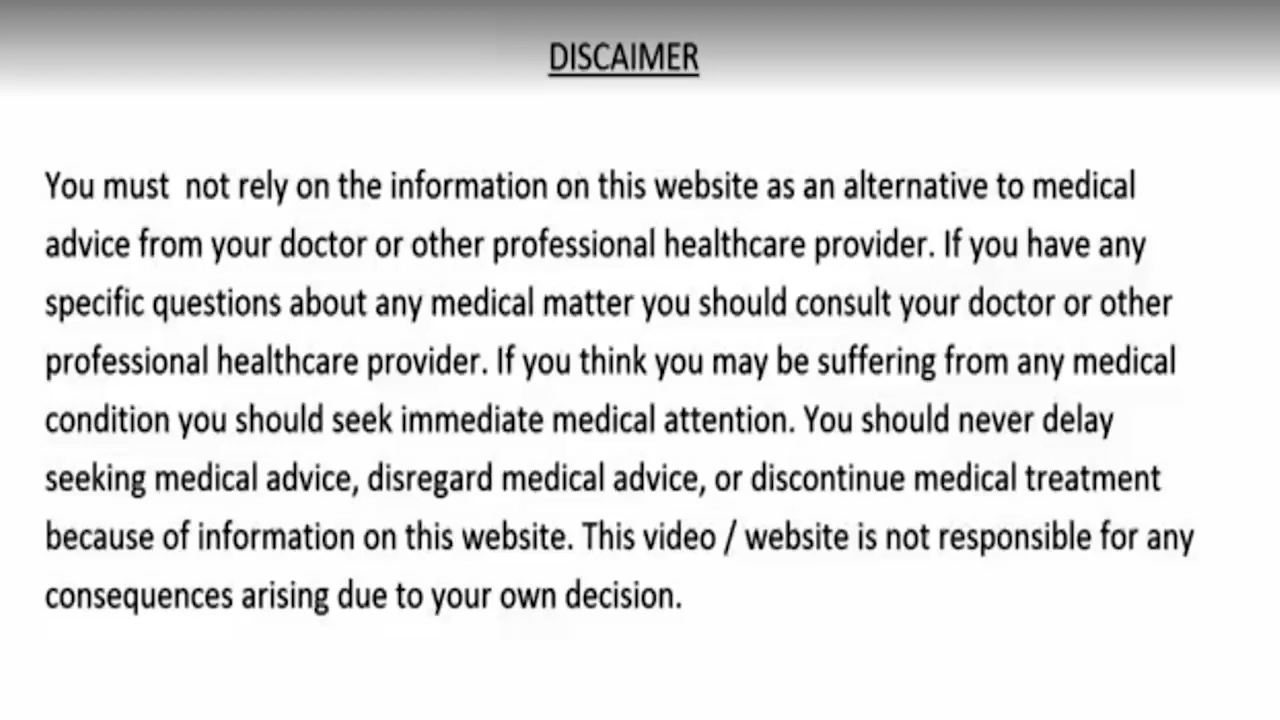 DISCAIMER
You must  not rely on the information on this website as an alternative to medical
advice from your doctor or other professional healthcare provider. If you have any
specific questions about any medical matter you should consult your doctor or other
professional healthcare provider. If you think you may be suffering from any medical
condition you should seek immediate medical attention. You should never delay
seeking medical advice, disregard medical advice, or discontinue medical treatment
because of information on this website. This video / website is not responsible for any
consequences arising due to your own decision.